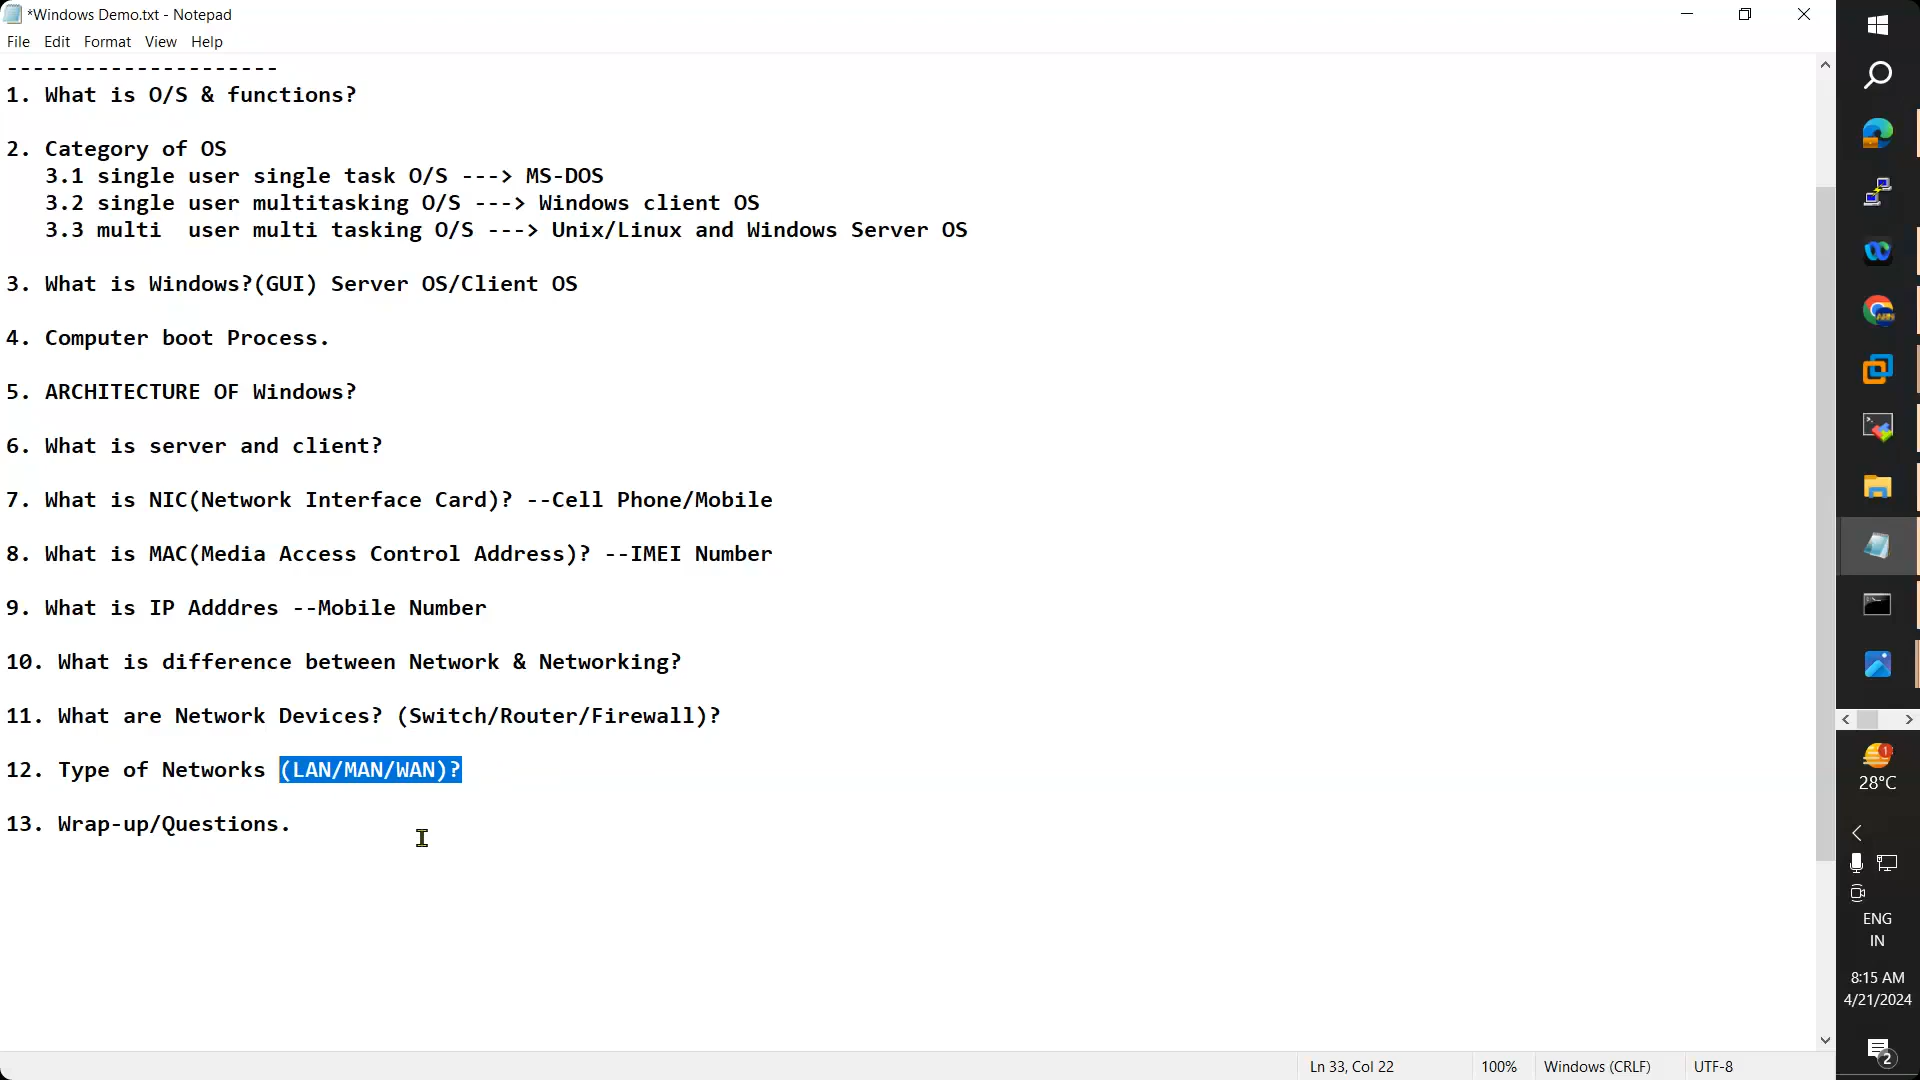 *Windows Demo.txt - Notepad
File Edit Format View Help
---------------------
1. What is O/S & functions?
2. Category of OS
3.1 single user single task O/S ---> MS-DOS
3.2 single user multitasking O/S ---> Windows client OS
3.3 multi  user multi tasking O/S ---> Unix/Linux and Windows Server OS
3. What is Windows?(GUI) Server OS/Client OS
4. Computer boot Process.
5. ARCHITECTURE OF Windows?
6. What is server and client?
7. What is NIC(Network Interface Card)? --Cell Phone/Mobile
8. What is MAC(Media Access Control Address)? --IMEI Number
9. What is IP Adddres --Mobile Number
10. What is difference between Network & Networking?
11. What are Network Devices? (Switch/Router/Firewall)?
12. Type of Networks (LAN/MAN/WAN)?
13. Wrap-up/Questions.
Ln 33, Col 22
100%
Windows (CRLF)
UTF-8
1
28°C
ENG
IN
8:15 AM
4/21/2024
2